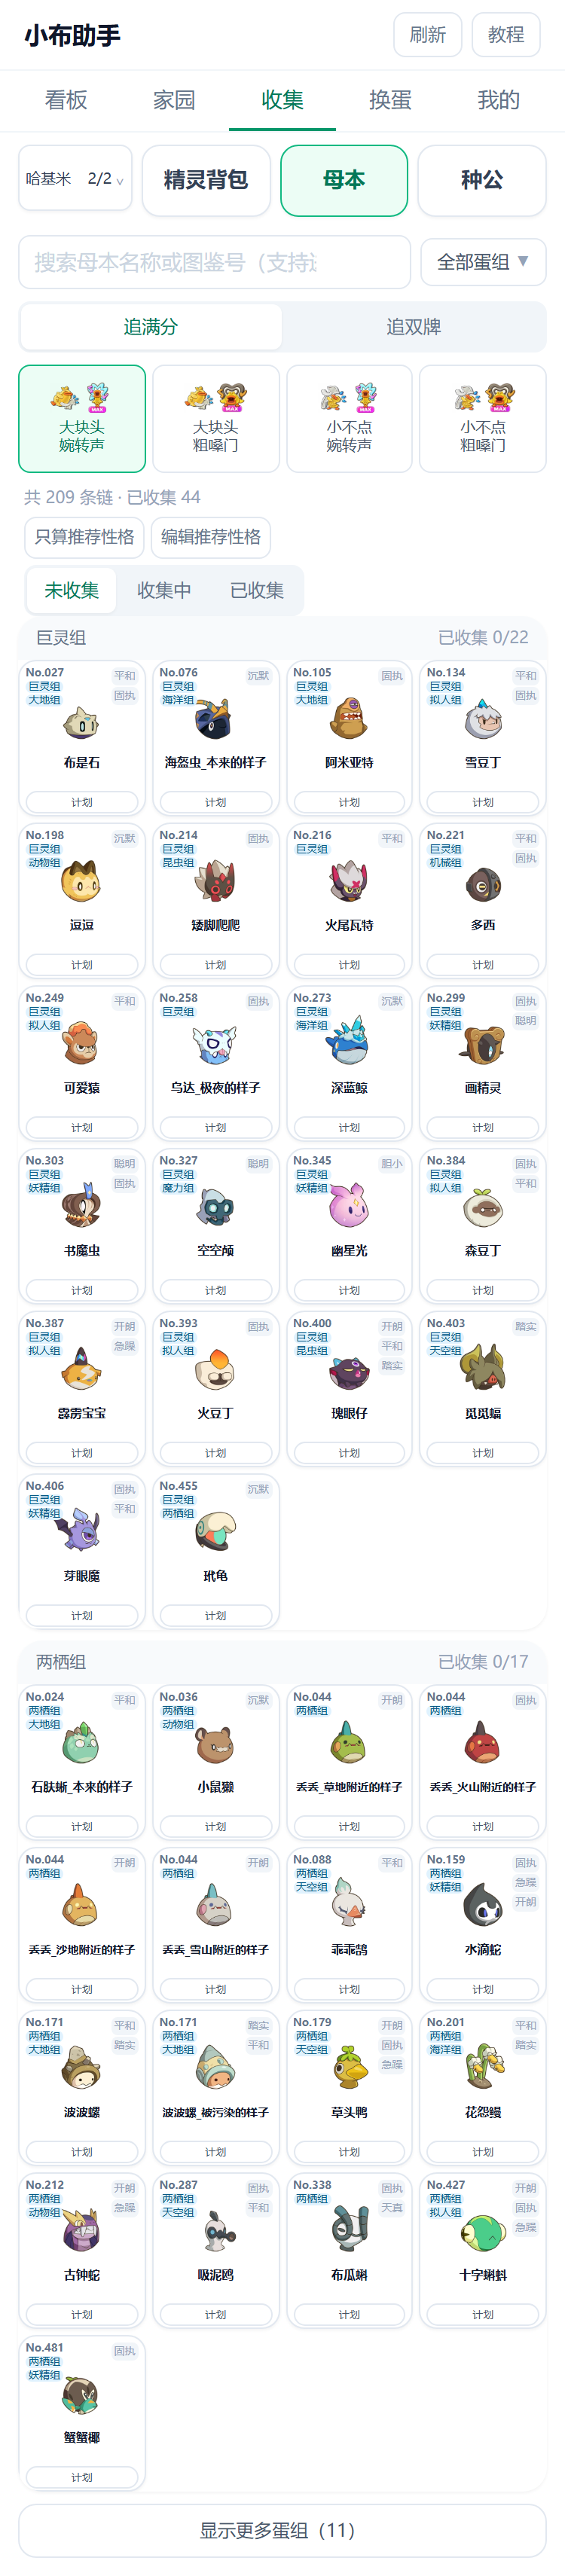 小布助手 刷新 教程
看板 家园 收集 换蛋 我的
哈基米 2/2 精灵背包 母本 种公
搜索母本名称或图鉴号（支持 全部蛋组 ▼
追满分 追双牌
大块头 大块头 小不点 小不点
婉转声 粗嗓门 婉转声 粗嗓门
共 209 条链 · 已收集 44
只算推荐性格 编辑推荐性格
未收集 收集中 已收集
巨灵组 已收集 0/22
No.027 平和 No.076 沉默 No.105 固执 No.134 平和
巨灵组 巨灵组 巨灵组 巨灵组
大地组 固执 海洋组 大地组 拟人组 固执
布是石 海盔虫_本来的样子 阿米亚特 雪豆丁
计划 计划 计划 计划
No.198 沉默 No.214 固执 No.216 平和 No.221 平和
巨灵组 巨灵组 巨灵组 巨灵组
动物组 昆虫组 机械组 固执
逗逗 矮脚爬爬 火尾瓦特 多西
计划 计划 计划 计划
No.249 平和 No.258 固执 No.273 沉默 No.299 固执
巨灵组 巨灵组 巨灵组 巨灵组
拟人组 海洋组 妖精组 聪明
可爱猿 乌达_极夜的样子 深蓝鲸 画精灵
计划 计划 计划 计划
No.303 聪明 No.327 聪明 No.345 胆小 No.384 固执
巨灵组 巨灵组 巨灵组 巨灵组
妖精组 固执 魔力组 妖精组 拟人组 平和
书魔虫 空空颅 幽星光 森豆丁
计划 计划 计划 计划
No.387 开朗 No.393 固执 No.400 开朗 No.403 踏实
巨灵组 巨灵组 巨灵组 巨灵组
拟人组 急躁 拟人组 昆虫组 平和 天空组
踏实
霹雳宝宝 火豆丁 瑰眼仔 觅觅蝠
计划 计划 计划 计划
No.406 固执 No.455 沉默
巨灵组 巨灵组
妖精组 平和 两栖组
芽眼魔 玳龟
计划 计划
两栖组 已收集 0/17
No.024 平和 No.036 沉默 No.044 开朗 No.044 固执
两栖组 两栖组 两栖组 两栖组
大地组 动物组
石肤蜥_本来的样子 小鼠獭 丢丢_草地附近的样子 丢丢_火山附近的样子
计划 计划 计划 计划
No.044 开朗 No.044 开朗 No.088 平和 No.159 固执
两栖组 两栖组 两栖组 两栖组
天空组 妖精组 急躁
开朗
丢丢_沙地附近的样子 丢丢_雪山附近的样子 乖乖鹄 水滴蛇
计划 计划 计划 计划
No.171 平和 No.171 踏实 No.179 开朗 No.201 平和
两栖组 两栖组 两栖组 两栖组
大地组 踏实 大地组 平和 天空组 固执 海洋组 踏实
急躁
波波螺 波波螺_被污染的样子 草头鸭 花怨鳗
计划 计划 计划 计划
No.212 开朗 No.287 固执 No.338 固执 No.427 开朗
两栖组 两栖组 两栖组 两栖组
动物组 急躁 天空组 平和 天真 拟人组 固执
急躁
古钟蛇 吸泥鸥 布瓜蝌 十字蝌蚪
计划 计划 计划 计划
No.481 固执
两栖组
妖精组
蟹蟹椰
计划
显示更多蛋组（11）